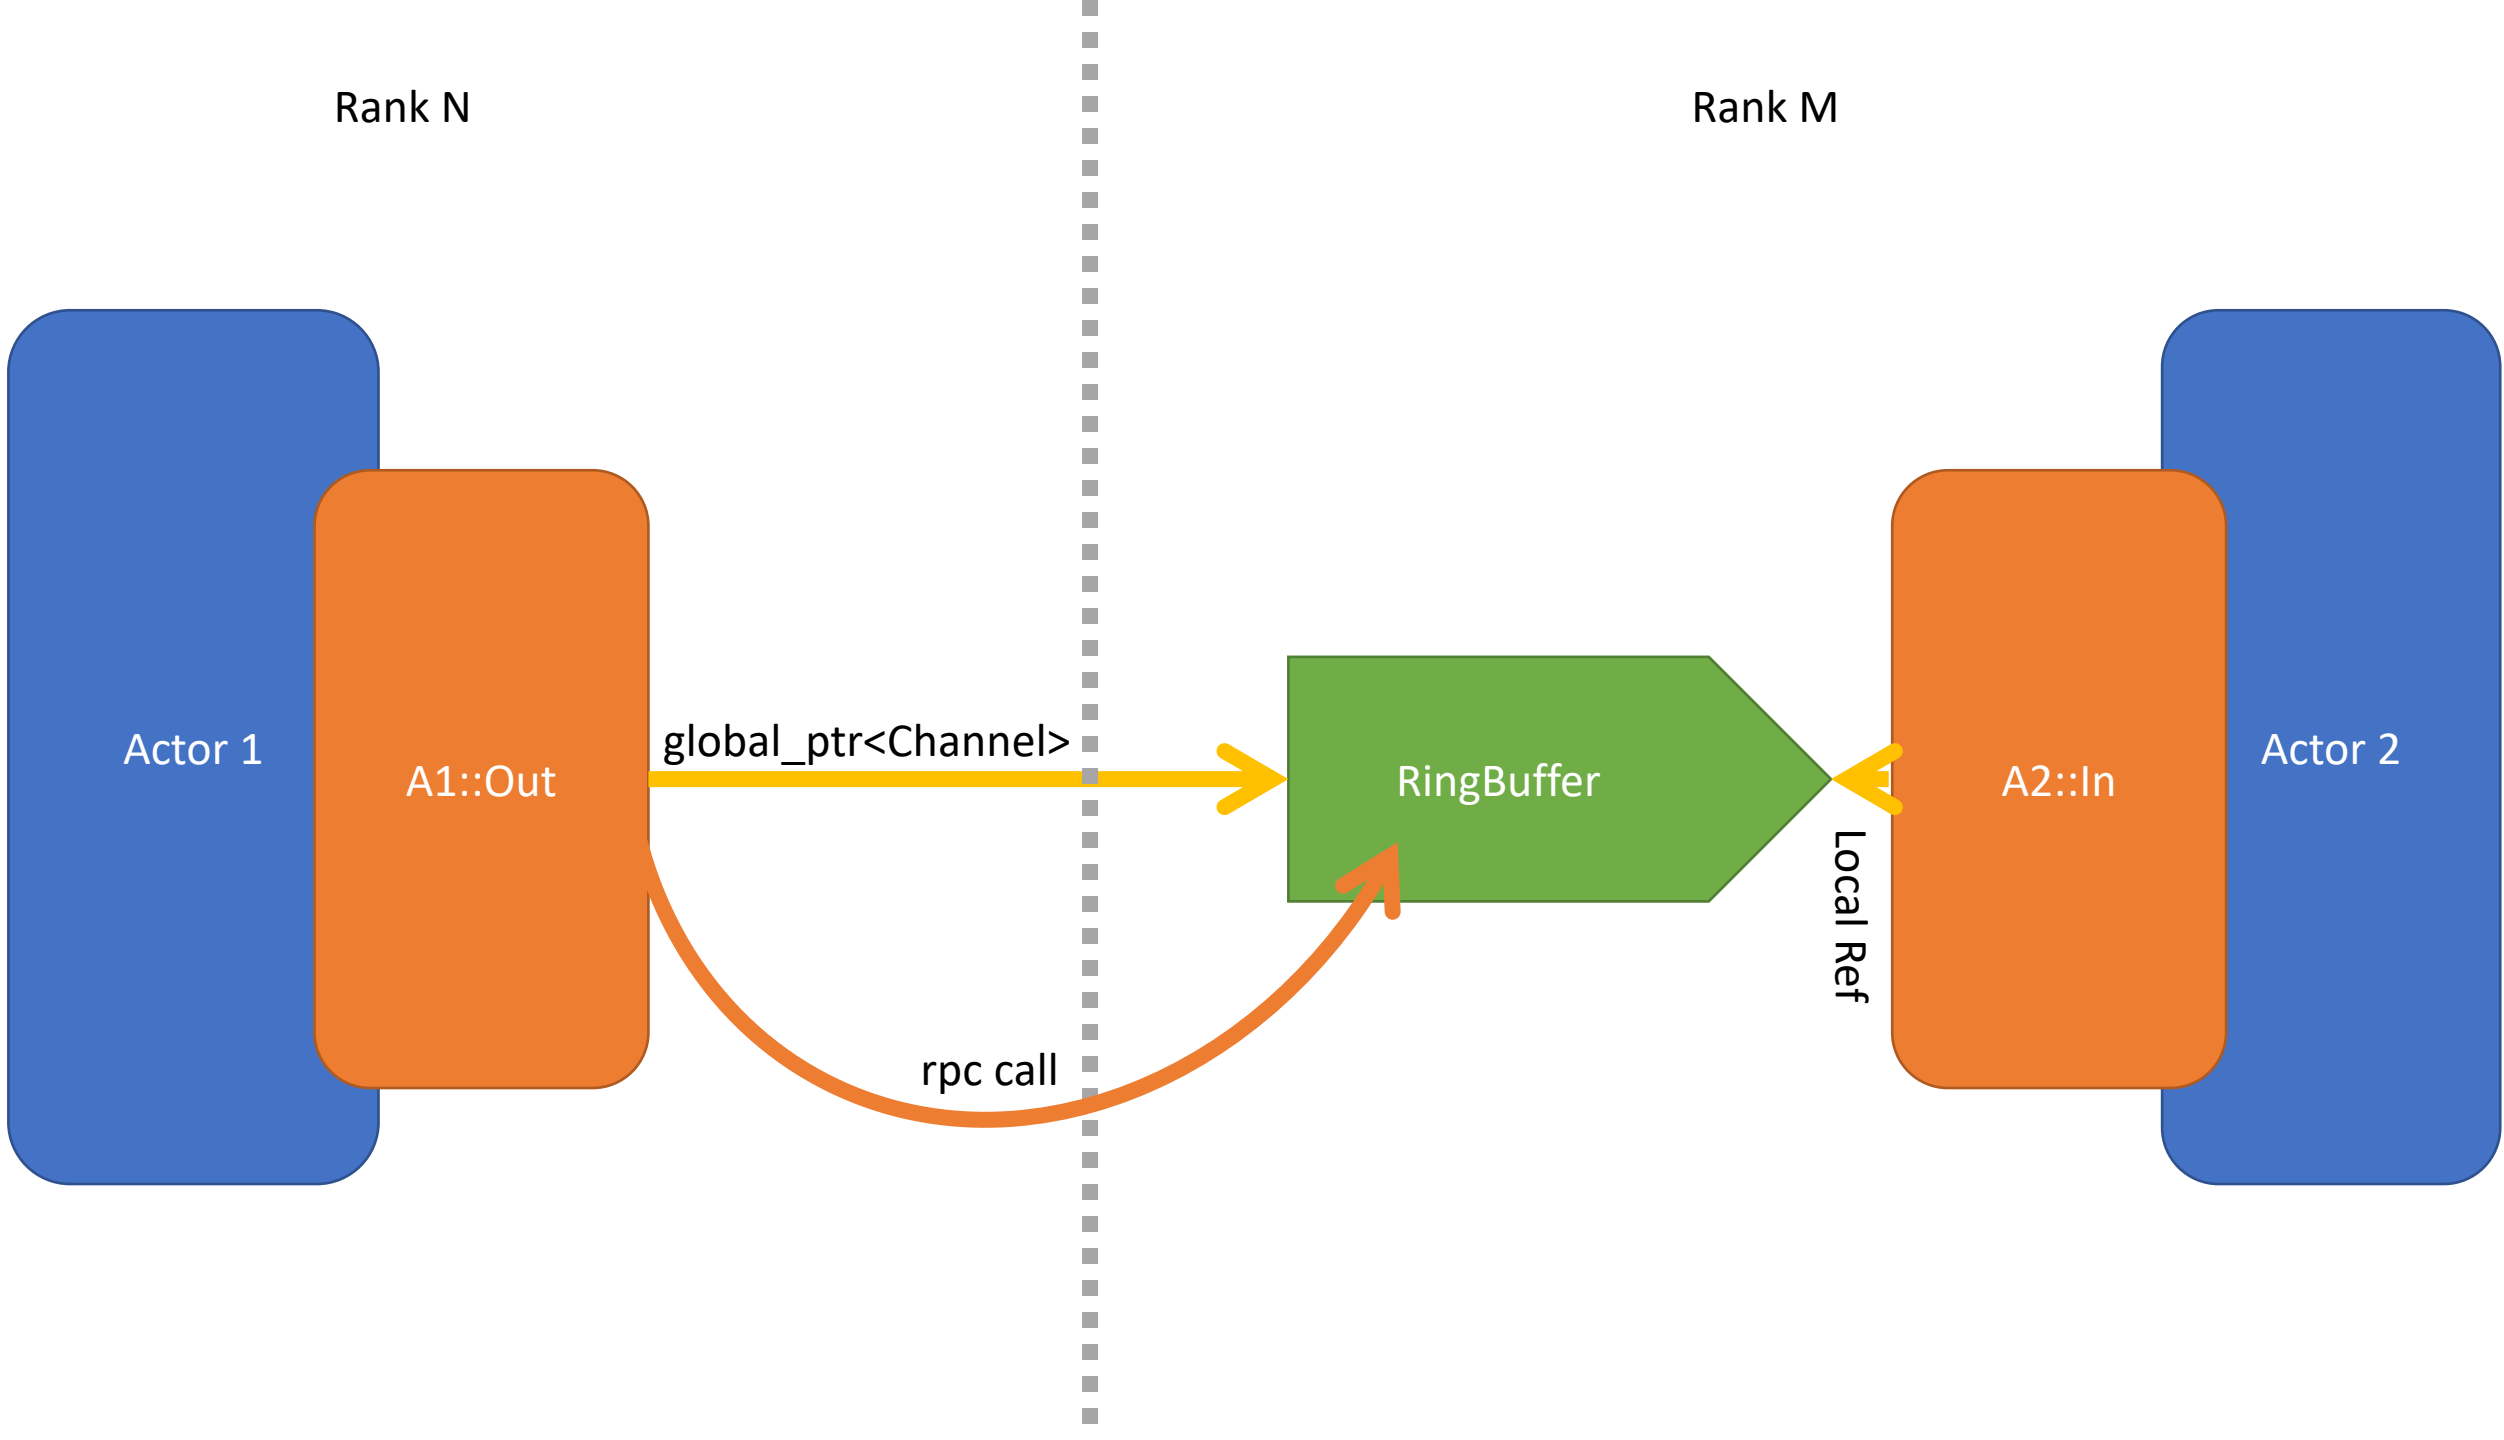 Rank N
Rank M
global_ptr<Channel>
Actor 1
A1::Out
RingBuffer
A2::In
Actor 2
Local Ref
rpc call